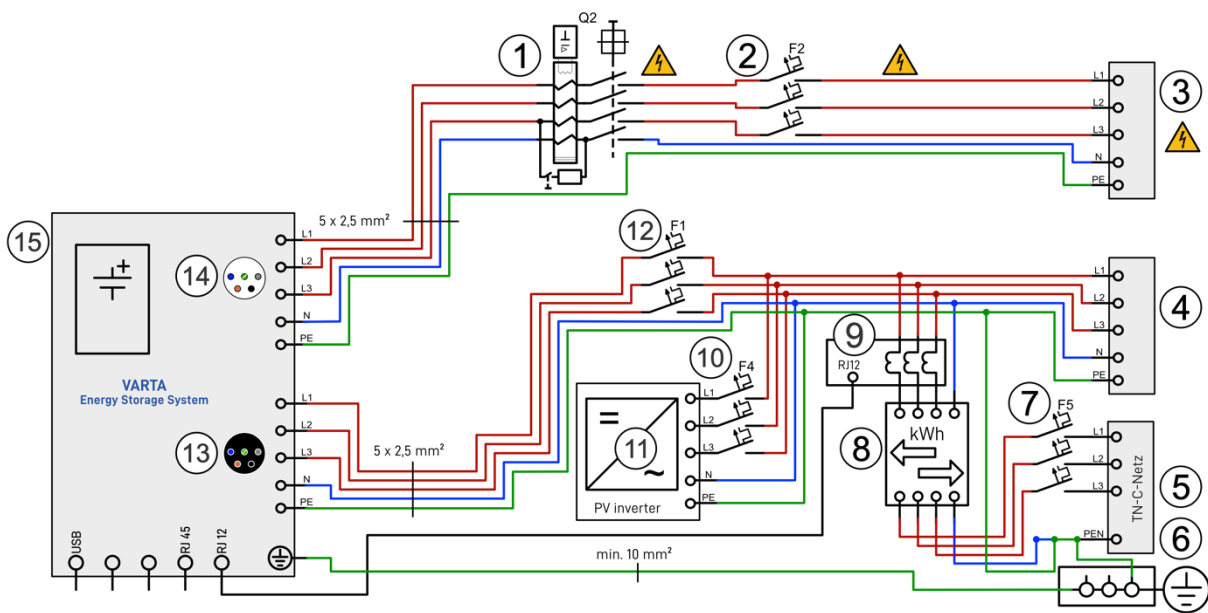 Q2
1
2
F2
L1
L2
L3
N
PE
3
15
5 x 2,5 mm²
14
L1
L2
L3
N
PE
VARTA
Energy Storage System
12
F1
L1
L2
L3
N
PE
4
9
RJ12
10
F4
L1
L2
L3
N
PE
11
PV inverter
13
L1
L2
L3
N
PE
5 x 2,5 mm²
8
kWh
7
F5
L1
L2
L3
PEN
TN-C-Netz
5
6
USB
RJ 45
RJ 12
min. 10 mm²